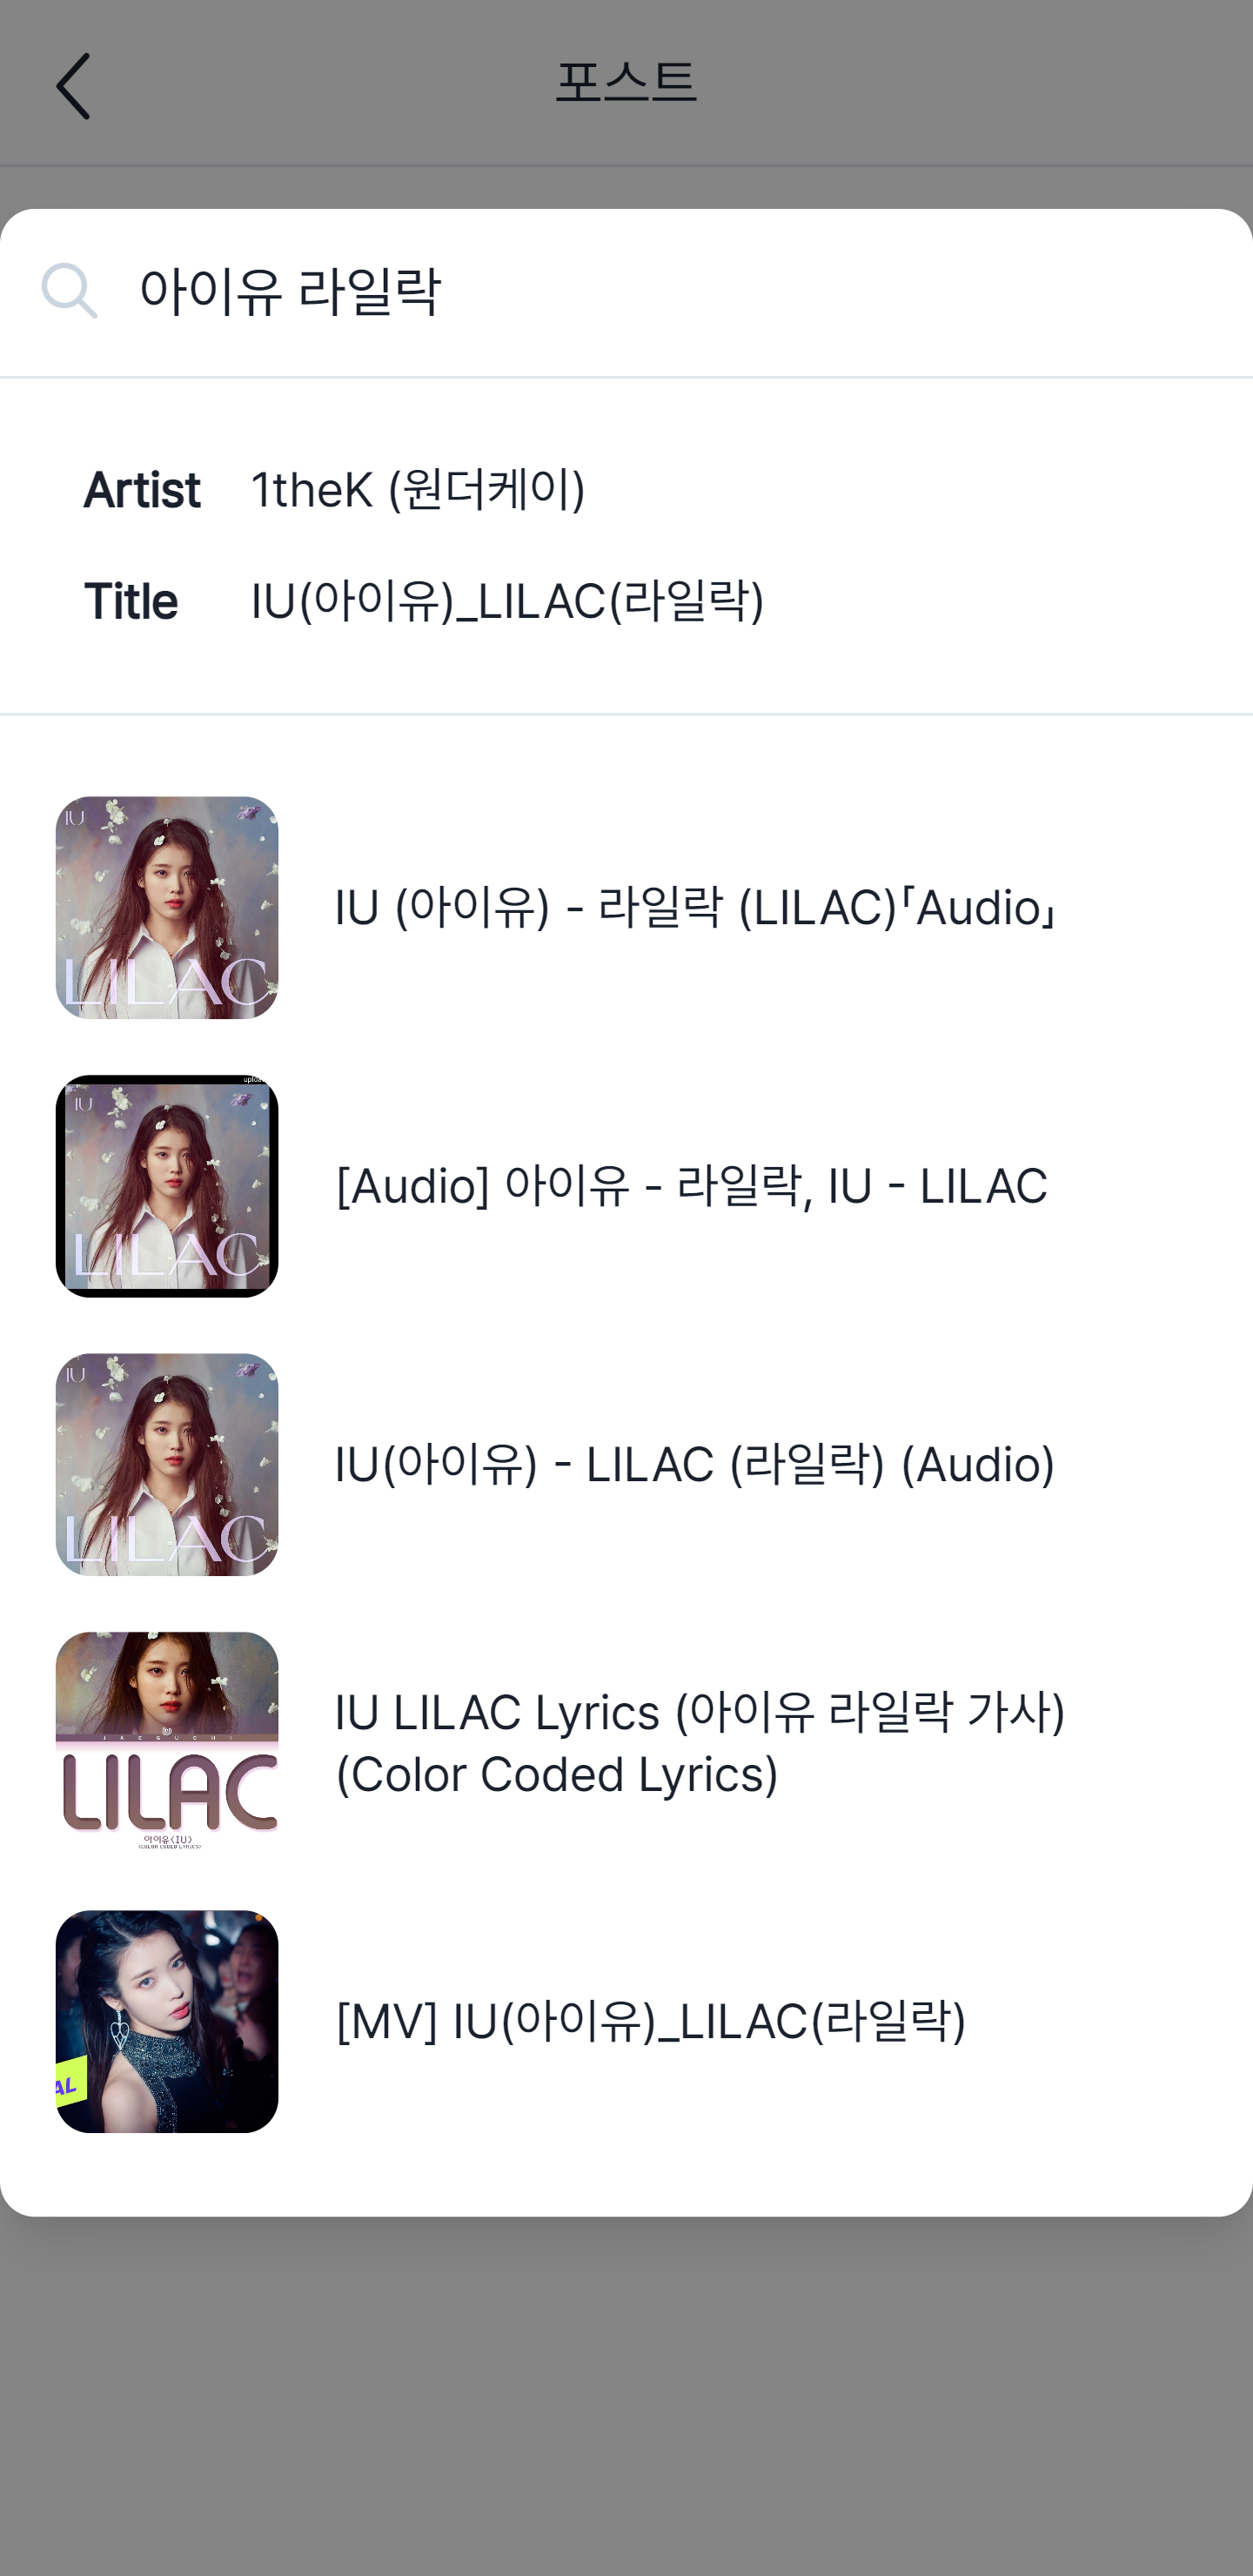 포스트
아이유 라일락
Artist 1theK (원더케이)
Title IU(아이유)_LILAC(라일락)
IU
LILAC
IU (아이유) - 라일락 (LILAC)「Audio」
IU
LILAC
[Audio] 아이유 - 라일락, IU - LILAC
IU
LILAC
IU(아이유) - LILAC (라일락) (Audio)
JAEGUCHI
LILAC
아이유(IU)
(COLOR CODED LYRICS)
IU LILAC Lyrics (아이유 라일락 가사)
(Color Coded Lyrics)
AL
[MV] IU(아이유)_LILAC(라일락)